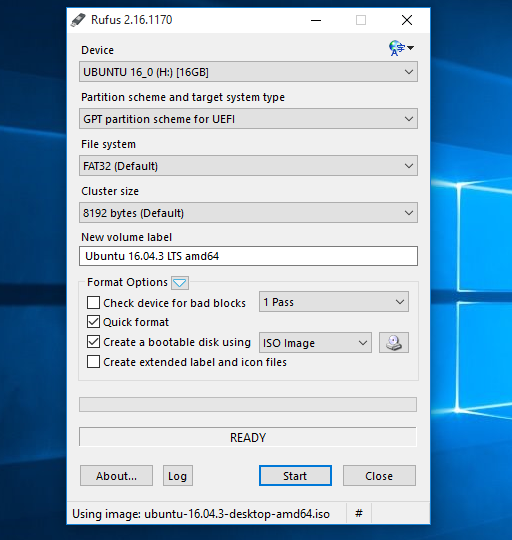 Rufus 2.16.1170
Device
UBUNTU 16_0 (H:) [16GB]
Partition scheme and target system type
GPT partition scheme for UEFI
File system
FAT32 (Default)
Cluster size
8192 bytes (Default)
New volume label
Ubuntu 16.04.3 LTS amd64
Format Options
Check device for bad blocks
1 Pass
Quick format
Create a bootable disk using
ISO Image
Create extended label and icon files
READY
About...
Log
Start
Close
Using image: ubuntu-16.04.3-desktop-amd64.iso
#